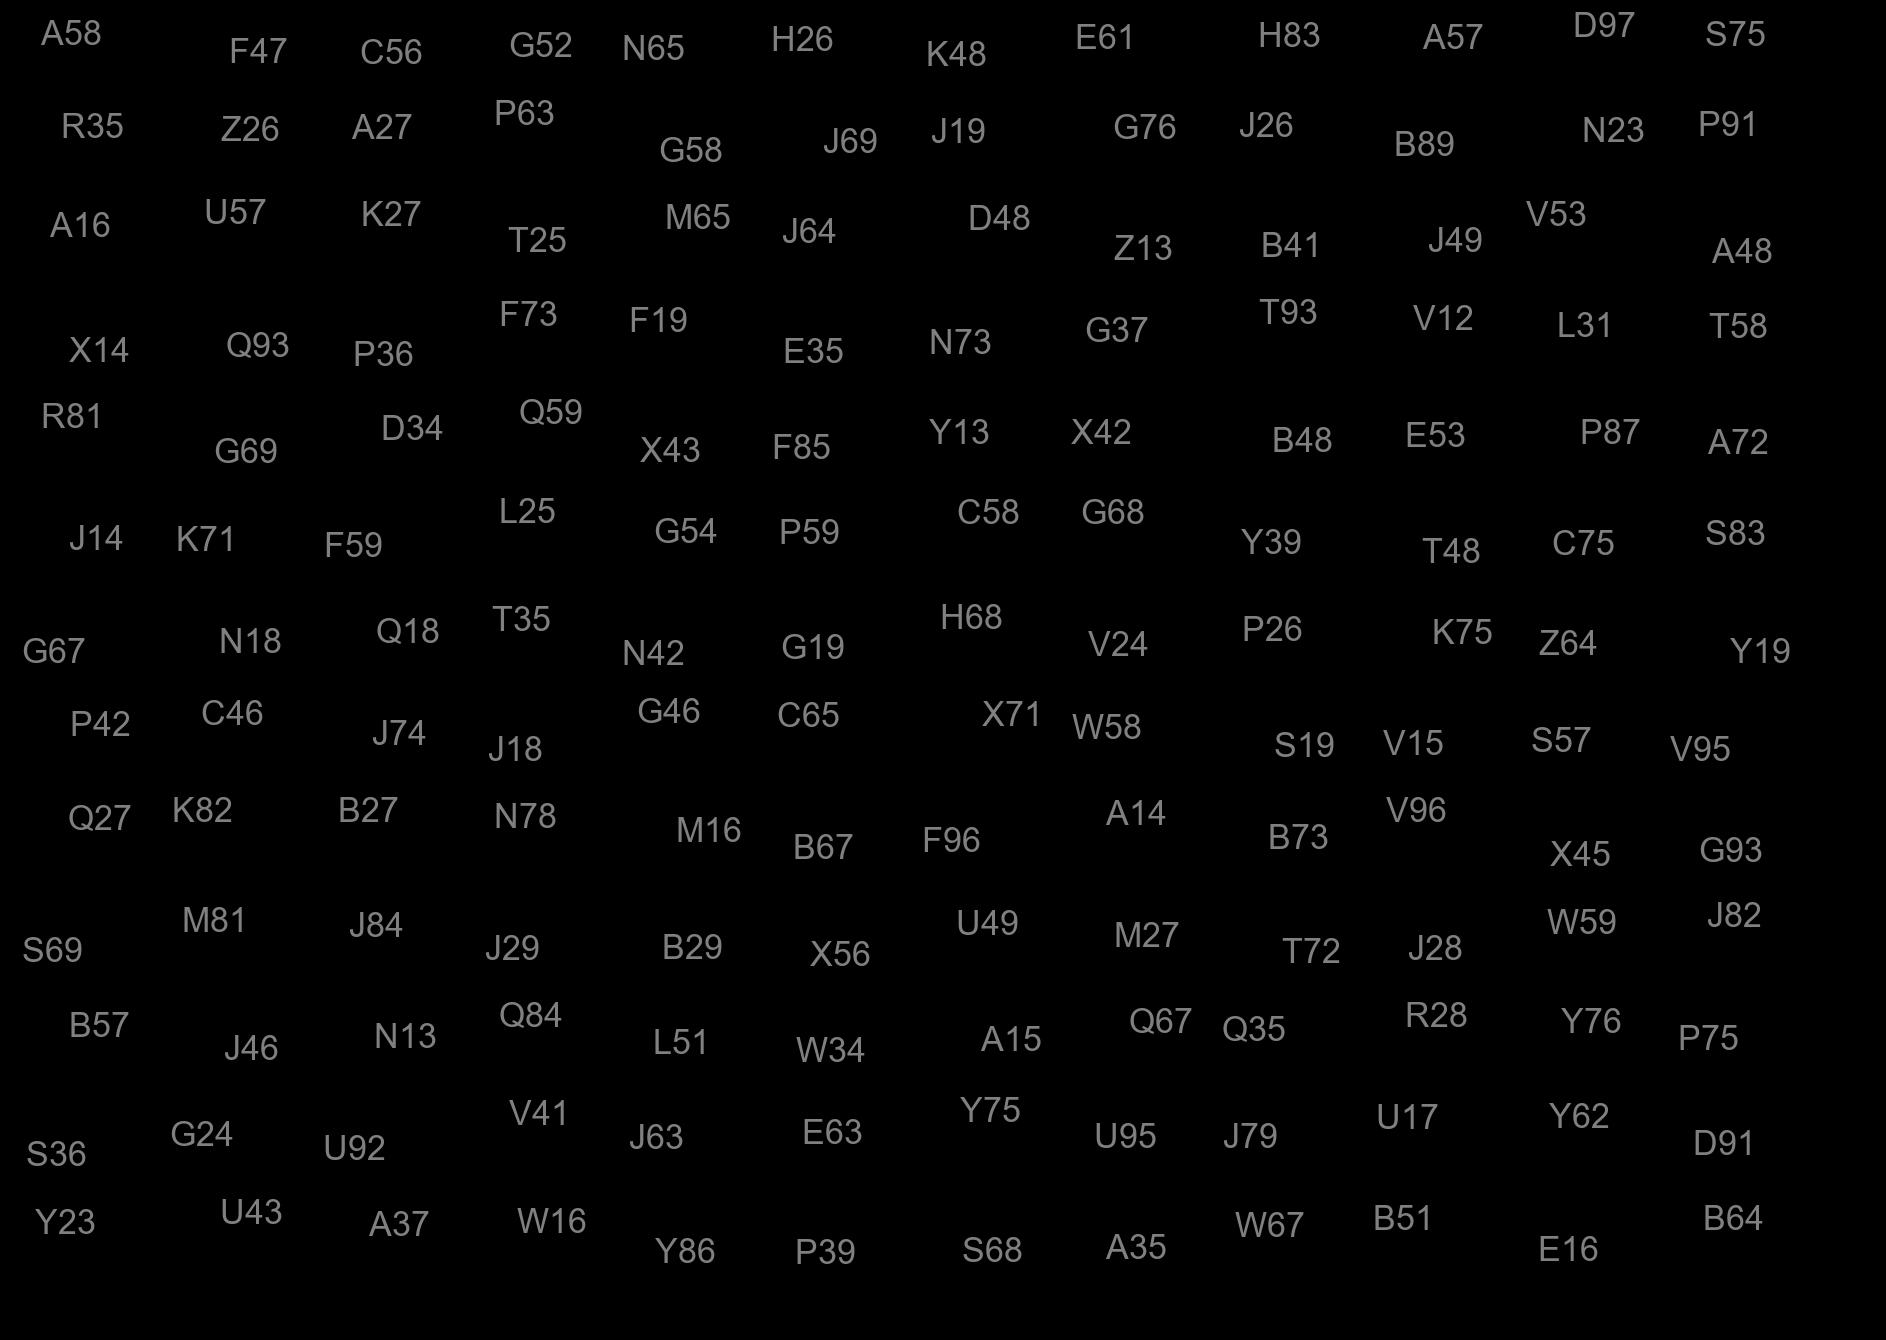 A58 F47 C56 G52 N65 H26 K48 E61 H83 A57 D97 S75
R35 Z26 A27 P63 G58 J69 J19 G76 J26 B89 N23 P91
A16 U57 K27 T25 M65 J64 D48 Z13 B41 J49 V53 A48
X14 Q93 P36 F73 F19 E35 N73 G37 T93 V12 L31 T58
R81 G69 D34 Q59 X43 F85 Y13 X42 B48 E53 P87 A72
J14 K71 F59 L25 G54 P59 C58 G68 Y39 T48 C75 S83
G67 N18 Q18 T35 N42 G19 H68 V24 P26 K75 Z64 Y19
P42 C46 J74 J18 G46 C65 X71 W58 S19 V15 S57 V95
Q27 K82 B27 N78 M16 B67 F96 A14 B73 V96 X45 G93
S69 M81 J84 J29 B29 X56 U49 M27 T72 J28 W59 J82
B57 J46 N13 Q84 L51 W34 A15 Q67 Q35 R28 Y76 P75
S36 G24 U92 V41 J63 E63 Y75 U95 J79 U17 Y62 D91
Y23 U43 A37 W16 Y86 P39 S68 A35 W67 B51 E16 B64